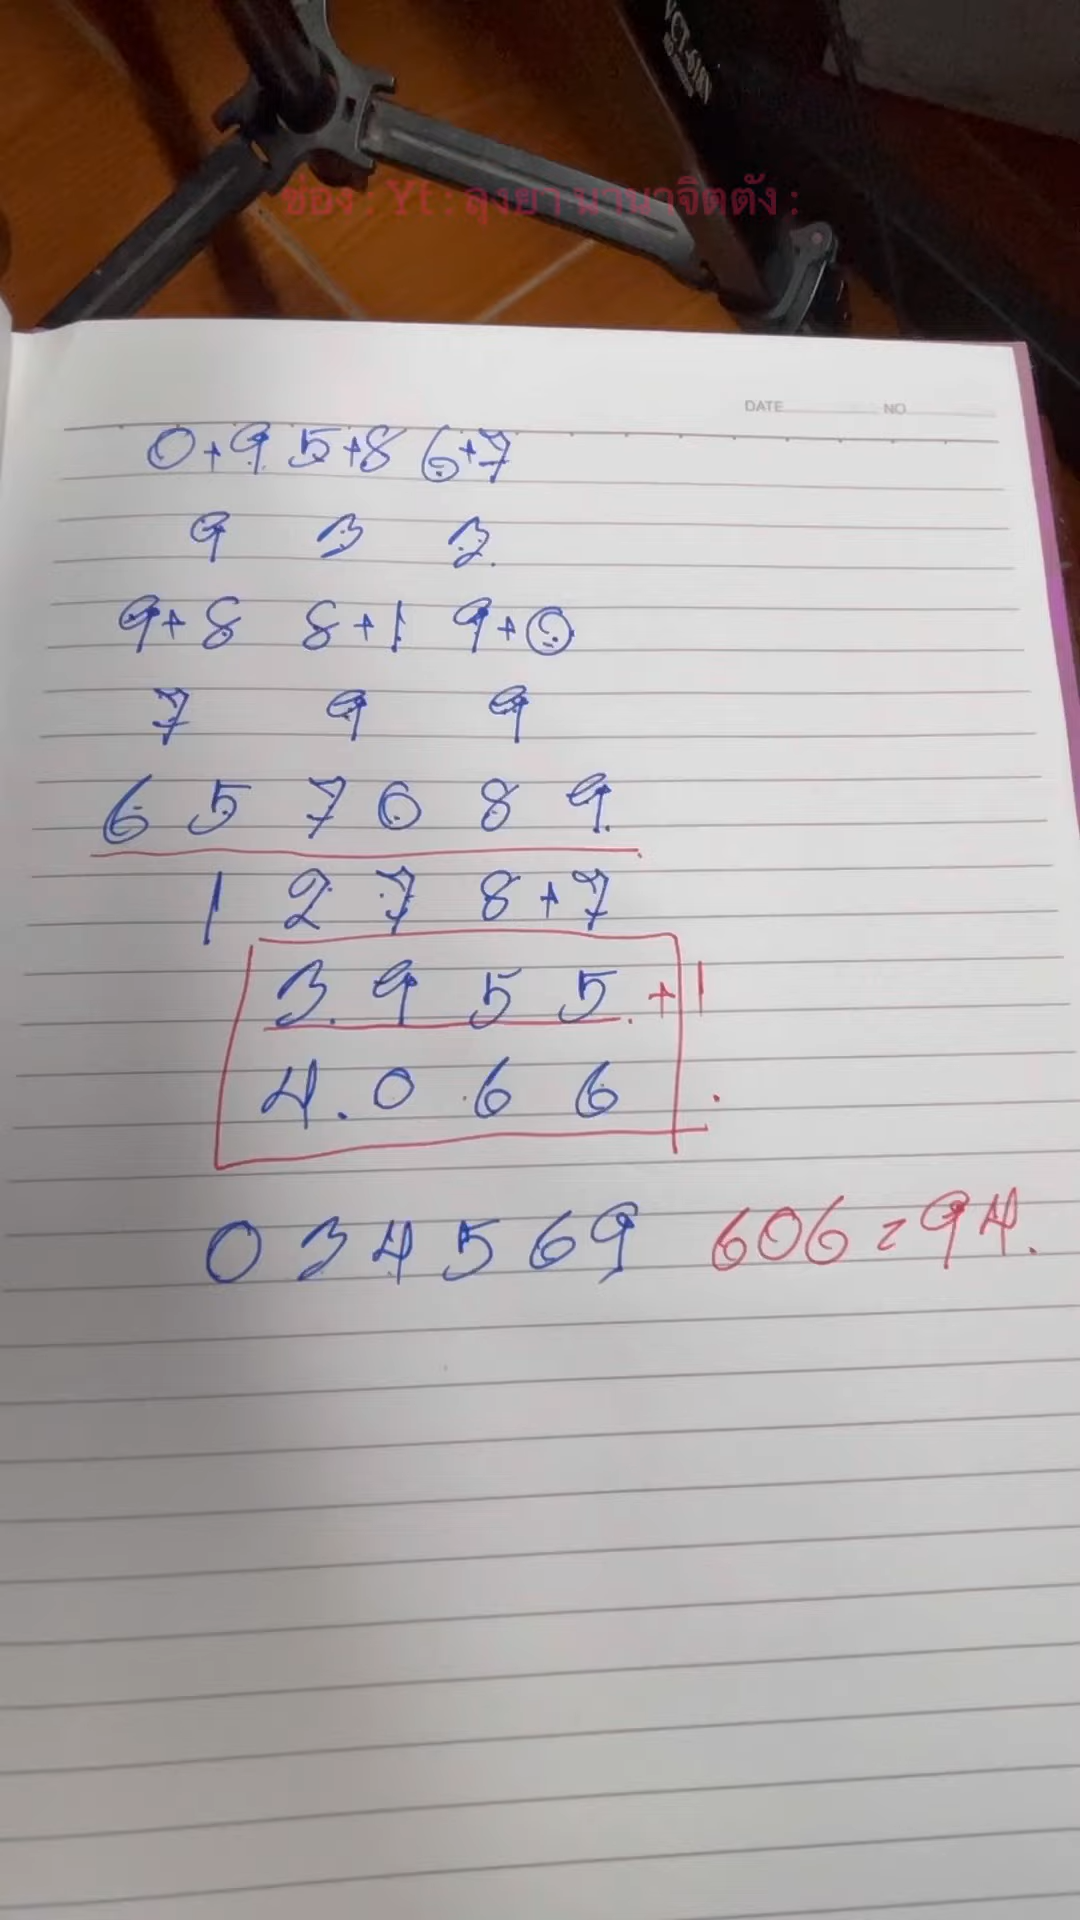 VCT-6101
ช่อง : Yt : ลุงยา มานาจิตตัง :
DATE NO
0+9 5+8 6+7
9 3 3.
9+8 8+1 9+0
7 9 9
6 5 7 0 8 9.
1 2 7 8+7
3. 9 5 5. +1
4. 0 6 6 .
0 3 4 5 6 9 606 = 94.